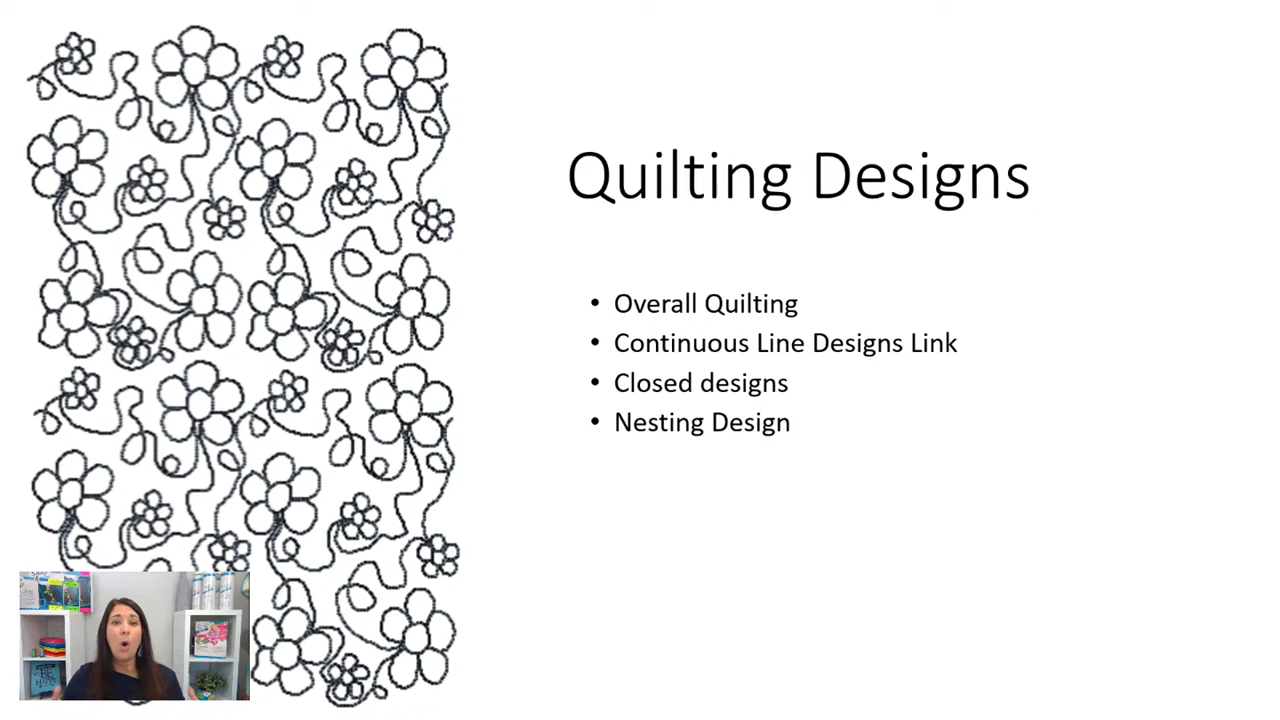 Quilting Designs
• Overall Quilting
• Continuous Line Designs Link
• Closed designs
• Nesting Design